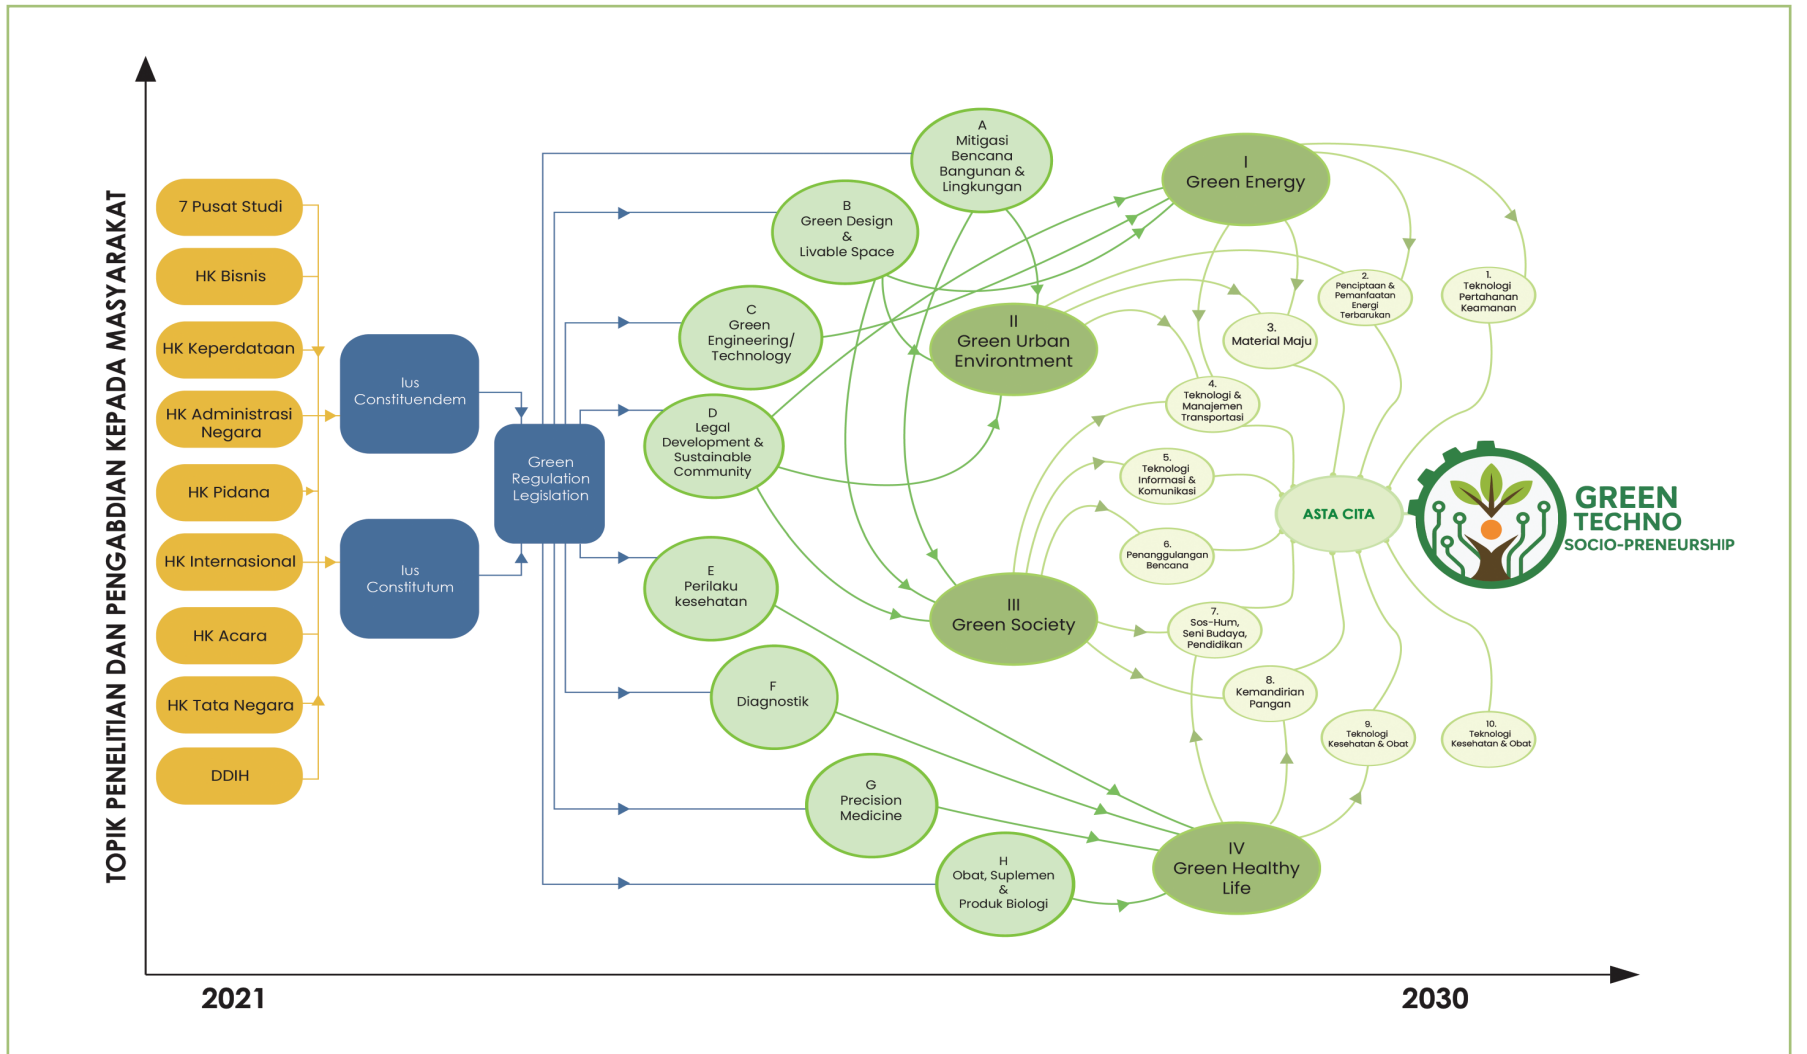 TOPIK PENELITIAN DAN PENGABDIAN KEPADA MASYARAKAT
7 Pusat Studi
HK Bisnis
HK Keperdataan
HK Administrasi
Negara
HK Pidana
HK Internasional
HK Acara
HK Tata Negara
DDIH
Ius
Constituendem
Ius
Constitutum
Green
Regulation
Legislation
A
Mitigasi
Bencana
Bangunan &
Lingkungan
B
Green Design
&
Livable Space
C
Green
Engineering/
Technology
D
Legal
Development &
Sustainable
Community
E
Perilaku
kesehatan
F
Diagnostik
G
Precision
Medicine
H
Obat, Suplemen
&
Produk Biologi
I
Green Energy
II
Green Urban
Environtment
III
Green Society
IV
Green Healthy
Life
1.
Teknologi
Pertahanan
Keamanan
2.
Penciptaan &
Pemanfaatan
Energi
Terbarukan
3.
Material Maju
4.
Teknologi &
Manajemen
Transportasi
5.
Teknologi
Informasi &
Komunikasi
6.
Penanggulangan
Bencana
7.
Sos-Hum,
Seni Budaya,
Pendidikan
8.
Kemandirian
Pangan
9.
Teknologi
Kesehatan & Obat
10.
Teknologi
Kesehatan & Obat
ASTA CITA
GREEN
TECHNO
SOCIO-PRENEURSHIP
2021
2030